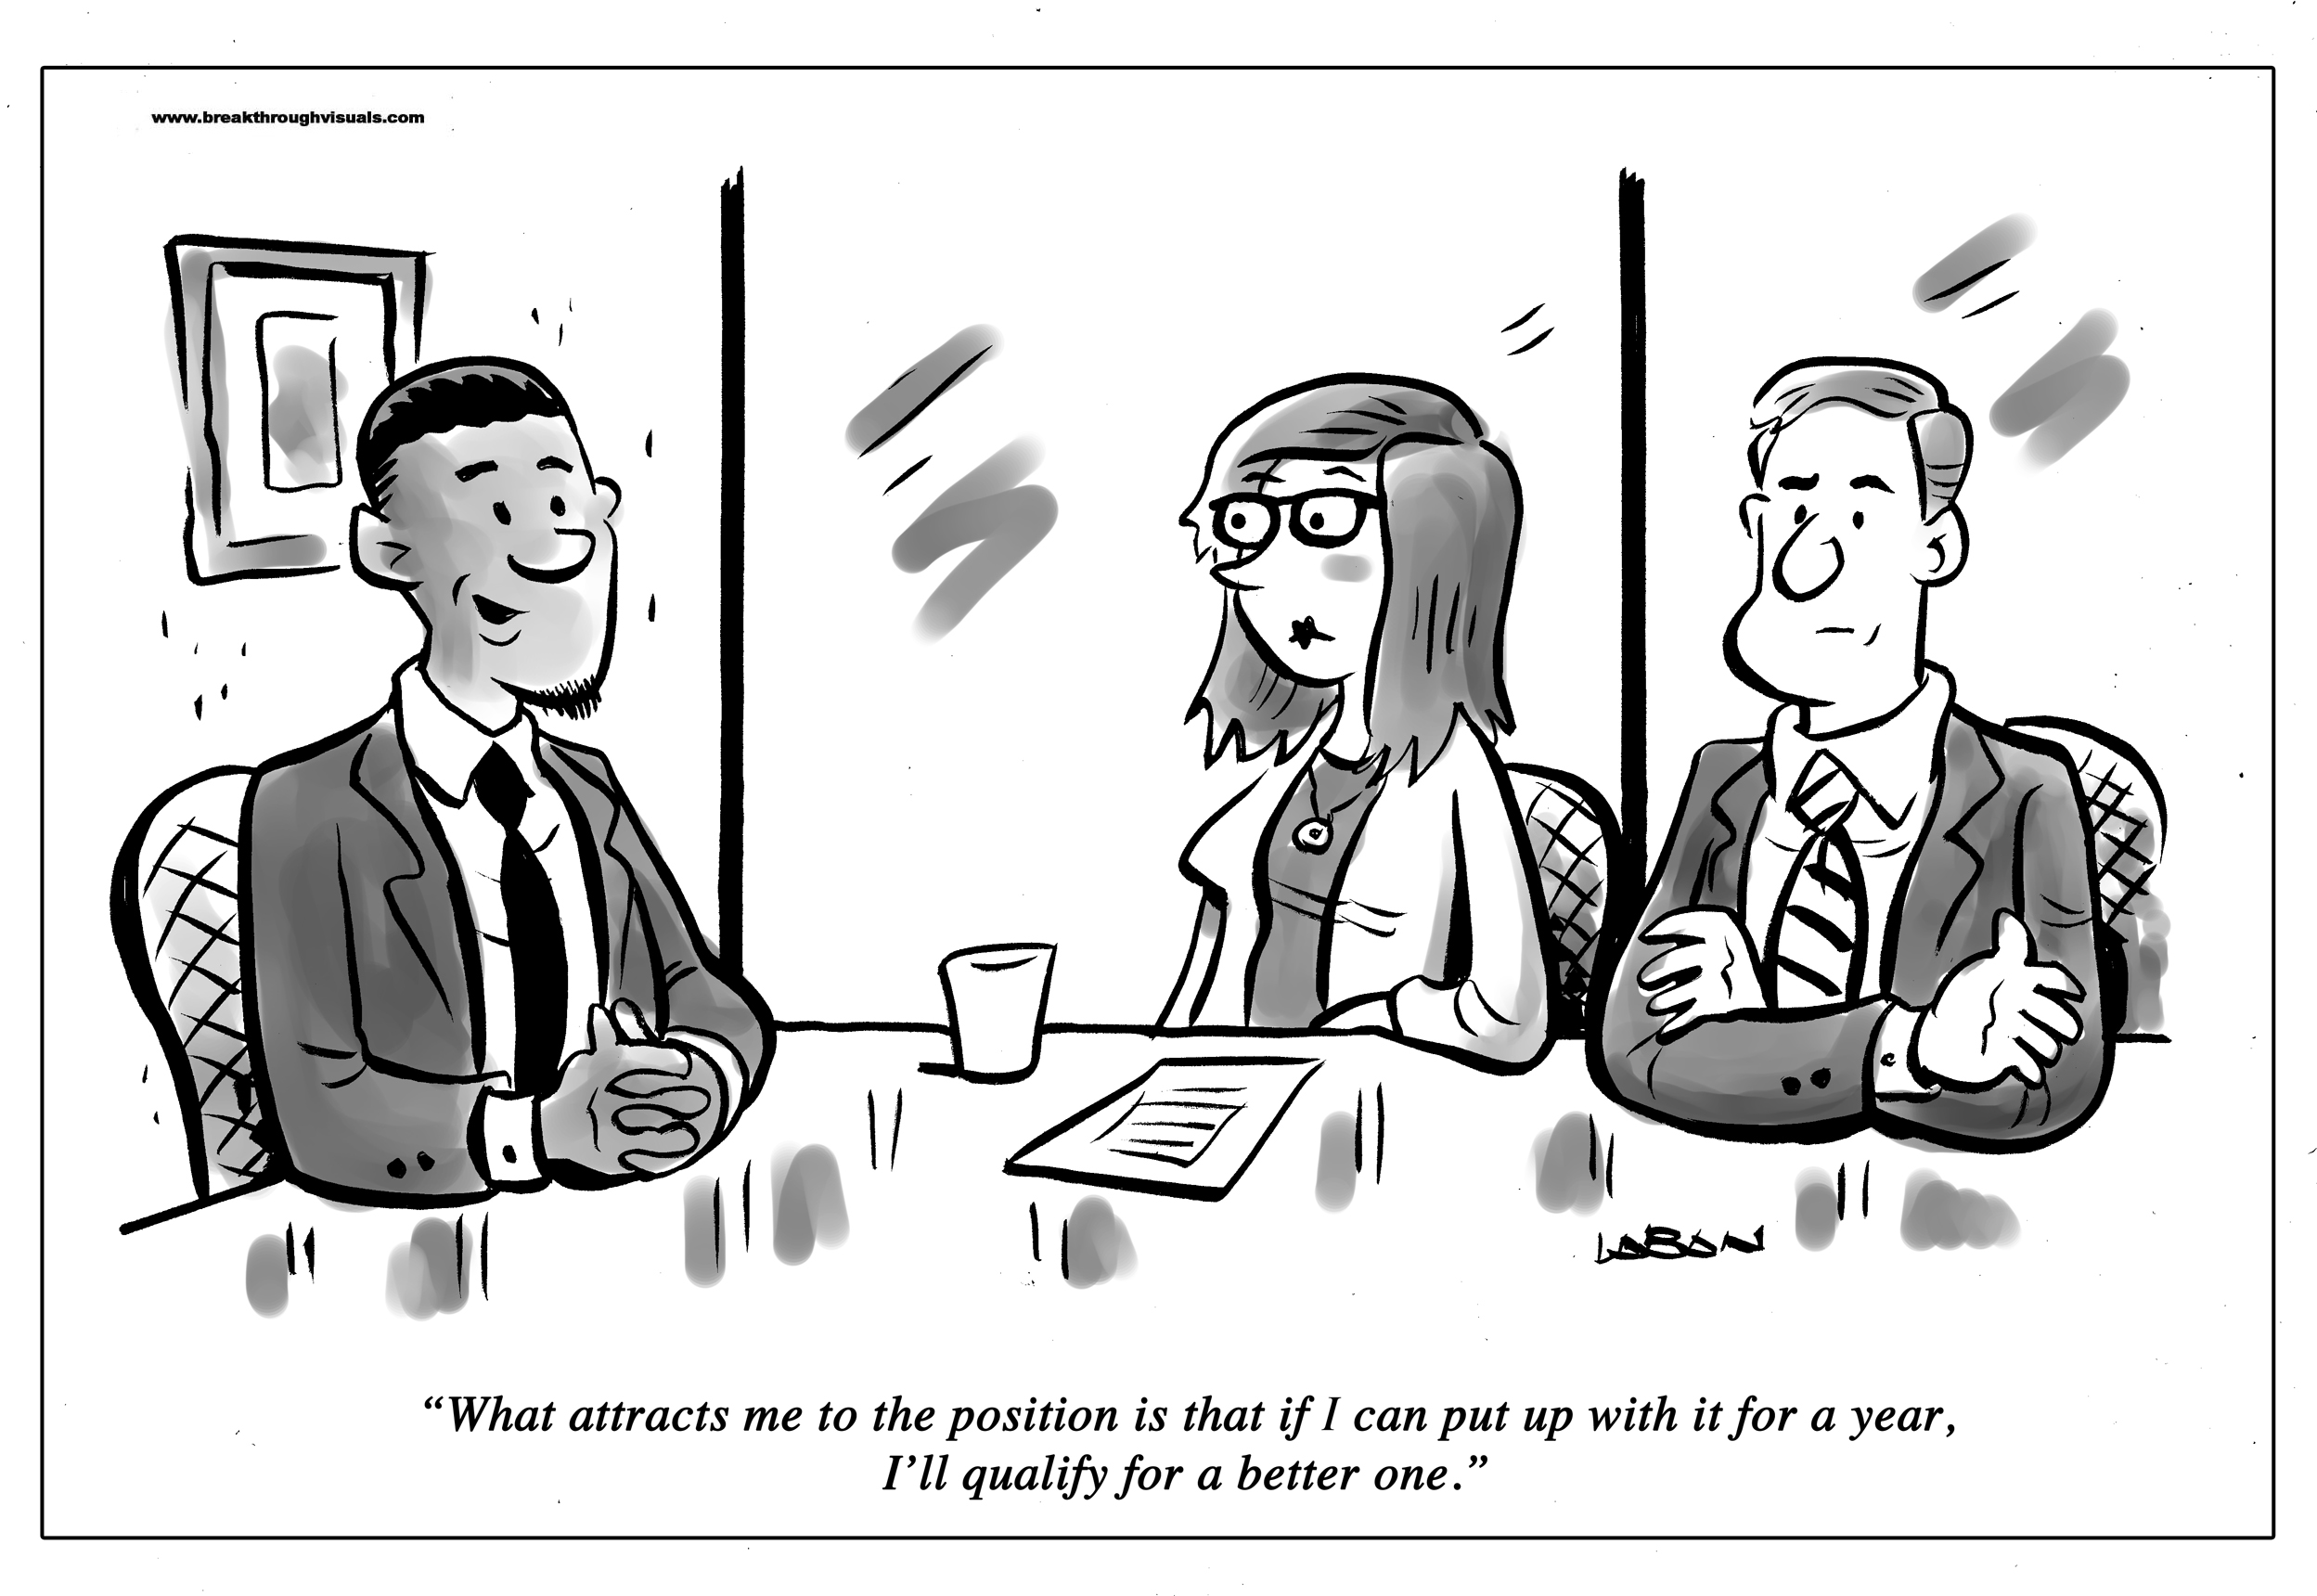 www.breakthroughvisuals.com
LABAN
“What attracts me to the position is that if I can put up with it for a year,
I’ll qualify for a better one.”